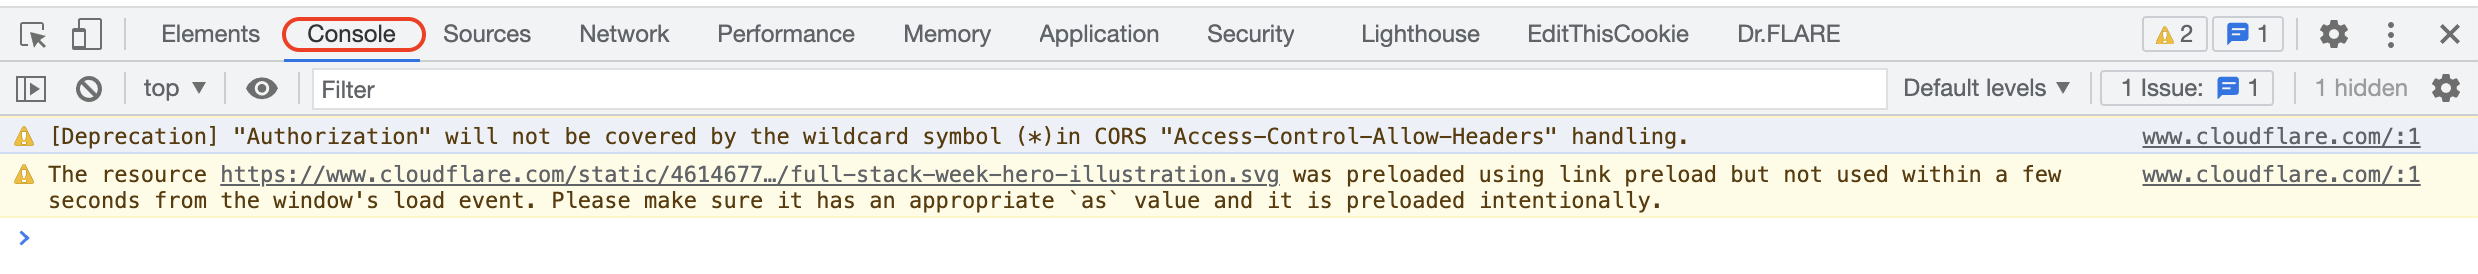 Elements Console Sources Network Performance Memory Application Security Lighthouse EditThisCookie Dr.FLARE 2 1
top Filter Default levels 1 Issue: 1 1 hidden
[Deprecation] "Authorization" will not be covered by the wildcard symbol (*)in CORS "Access-Control-Allow-Headers" handling. www.cloudflare.com/:1
The resource https://www.cloudflare.com/static/4614677…/full-stack-week-hero-illustration.svg was preloaded using link preload but not used within a few www.cloudflare.com/:1
seconds from the window's load event. Please make sure it has an appropriate `as` value and it is preloaded intentionally.